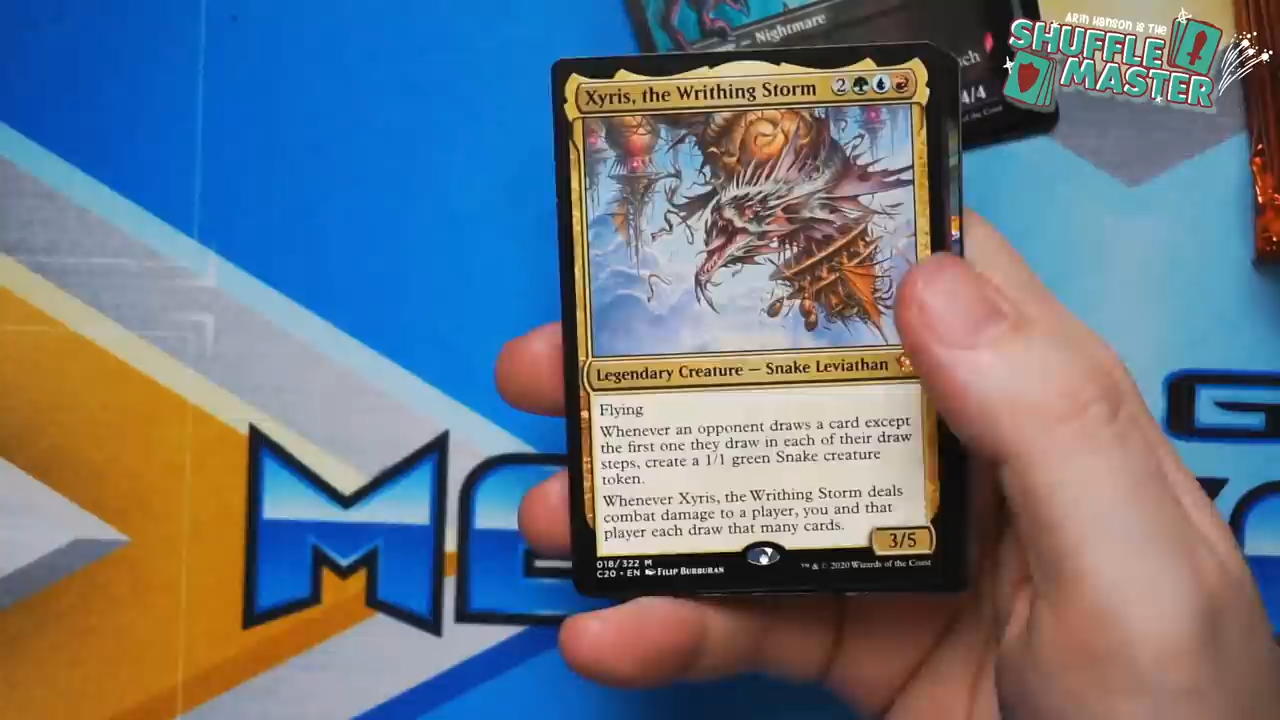 ARIN HANSON IS THE
SHUFFLE
MASTER
— Nightmare
4/4
Xyris, the Writhing Storm 2
Legendary Creature — Snake Leviathan
Flying
Whenever an opponent draws a card except
the first one they draw in each of their draw
steps, create a 1/1 green Snake creature
token.
Whenever Xyris, the Writhing Storm deals
combat damage to a player, you and that
player each draw that many cards.
3/5
018/322 M
C20 • EN FILIP BURBURAN
™ & © 2020 Wizards of the Coast